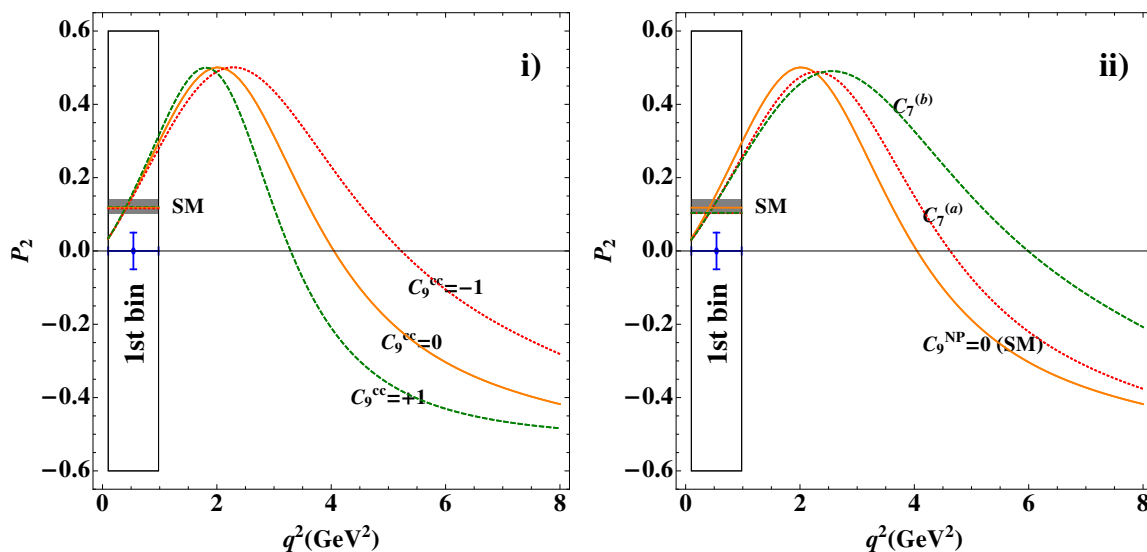 0.6
0.4
0.2
0.0
−0.2
−0.4
−0.6
P₂
i)
SM
1st bin
C₉ᶜᶜ=−1
C₉ᶜᶜ=0
C₉ᶜᶜ=+1
0 2 4 6 8
q²(GeV²)
0.6
0.4
0.2
0.0
−0.2
−0.4
−0.6
P₂
ii)
C₇⁽ᵇ⁾
SM
C₇⁽ᵃ⁾
1st bin
C₉ᴺᴾ=0 (SM)
0 2 4 6 8
q²(GeV²)